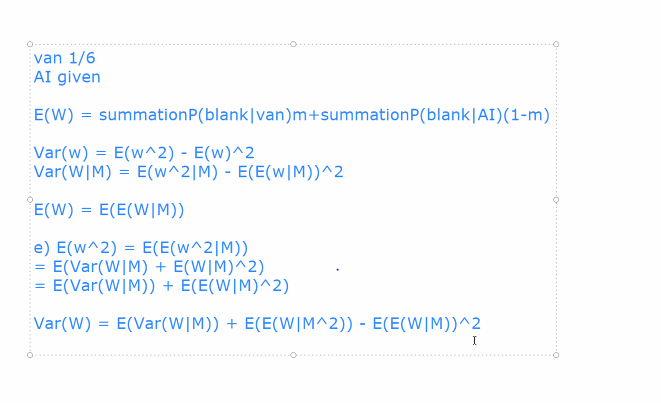 van 1/6
AI given
E(W) = summationP(blank|van)m+summationP(blank|AI)(1-m)
Var(w) = E(w^2) - E(w)^2
Var(W|M) = E(w^2|M) - E(E(w|M))^2
E(W) = E(E(W|M))
e) E(w^2) = E(E(w^2|M))
= E(Var(W|M) + E(W|M)^2)
= E(Var(W|M)) + E(E(W|M)^2)
Var(W) = E(Var(W|M)) + E(E(W|M^2)) - E(E(W|M))^2